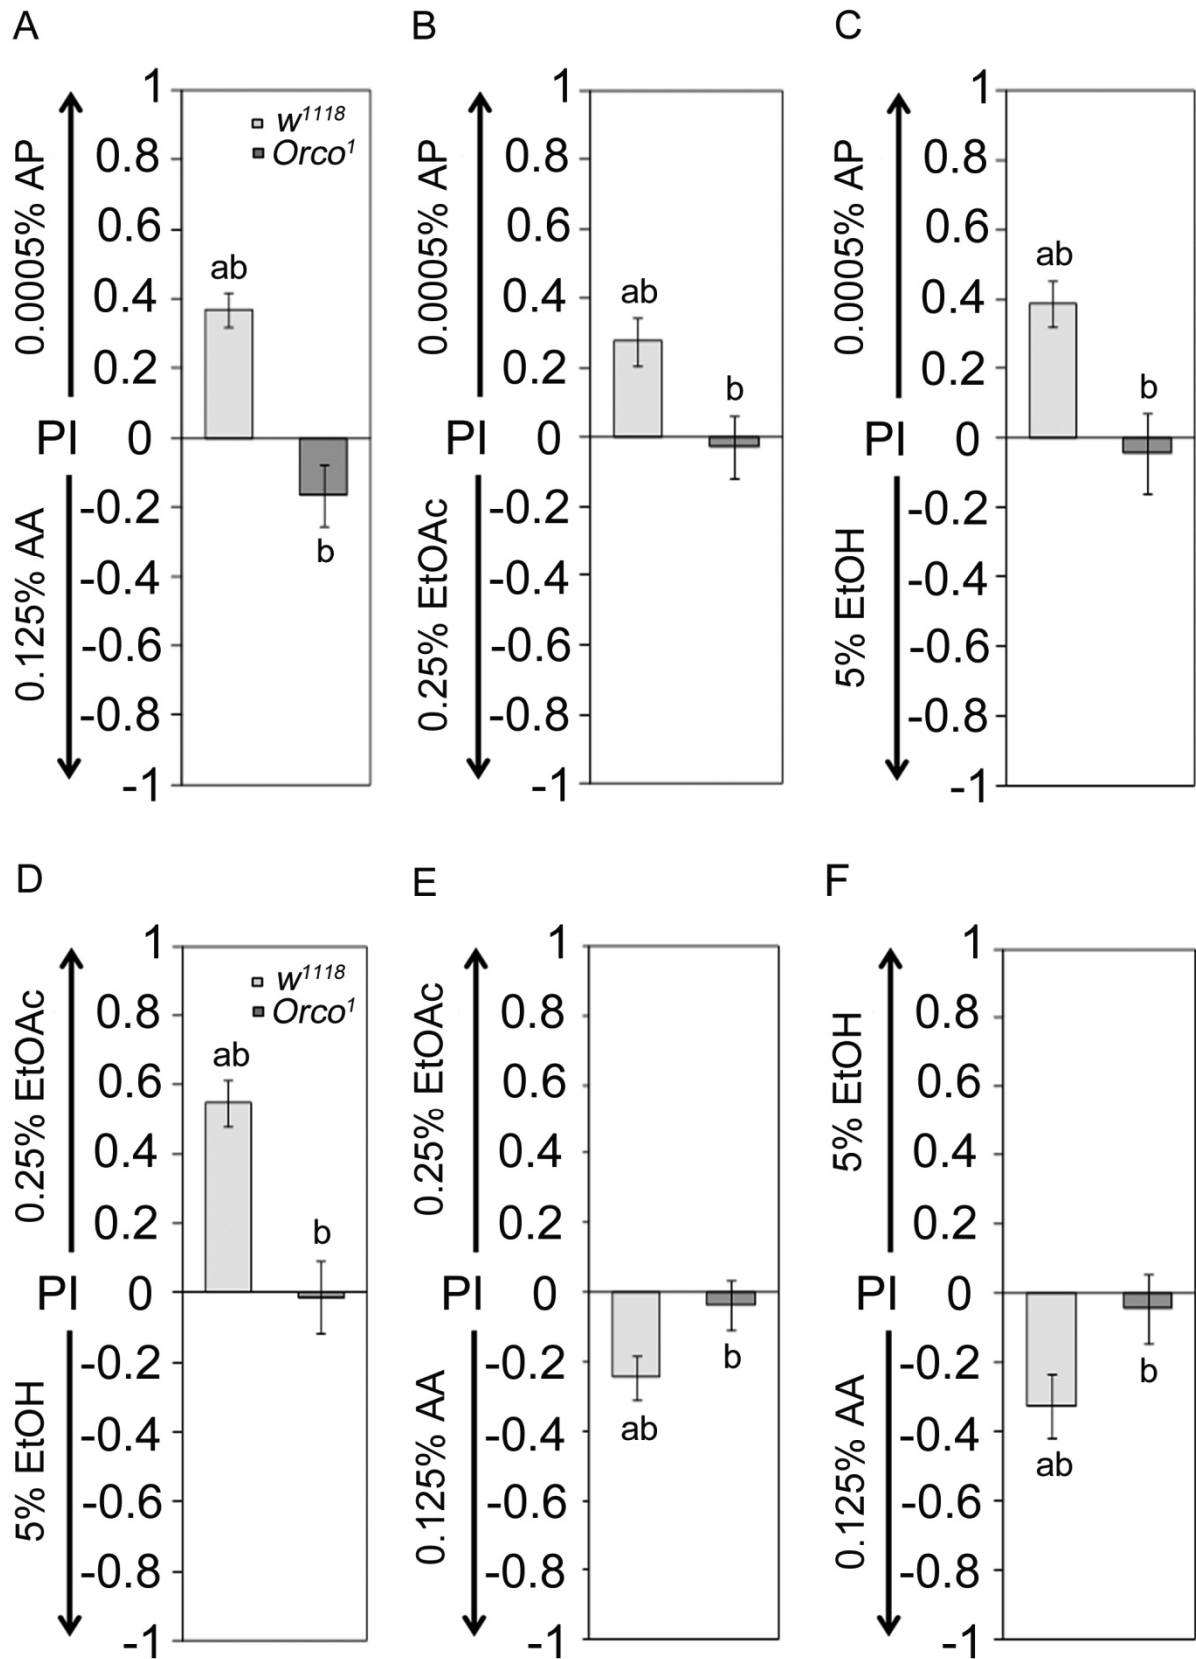 A
B
C
0.0005% AP
PI
0.125% AA
1
0.8
0.6
0.4
0.2
0
-0.2
-0.4
-0.6
-0.8
-1
w1118
Orco1
ab
b
0.0005% AP
PI
0.25% EtOAc
1
0.8
0.6
0.4
0.2
0
-0.2
-0.4
-0.6
-0.8
-1
ab
b
0.0005% AP
PI
5% EtOH
1
0.8
0.6
0.4
0.2
0
-0.2
-0.4
-0.6
-0.8
-1
ab
b
D
E
F
0.25% EtOAc
PI
5% EtOH
1
0.8
0.6
0.4
0.2
0
-0.2
-0.4
-0.6
-0.8
-1
w1118
Orco1
ab
b
0.25% EtOAc
PI
0.125% AA
1
0.8
0.6
0.4
0.2
0
-0.2
-0.4
-0.6
-0.8
-1
ab
b
5% EtOH
PI
0.125% AA
1
0.8
0.6
0.4
0.2
0
-0.2
-0.4
-0.6
-0.8
-1
ab
b